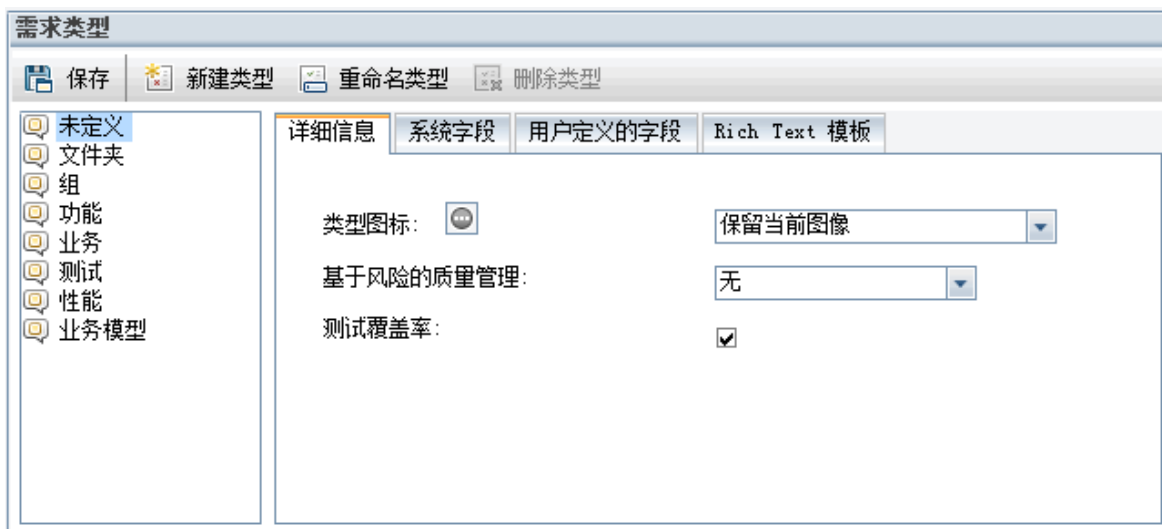 需求类型
保存 新建类型 重命名类型 删除类型
未定义
文件夹
组
功能
业务
测试
性能
业务模型
详细信息 系统字段 用户定义的字段 Rich Text 模板
类型图标: 保留当前图像
基于风险的质量管理: 无
测试覆盖率: